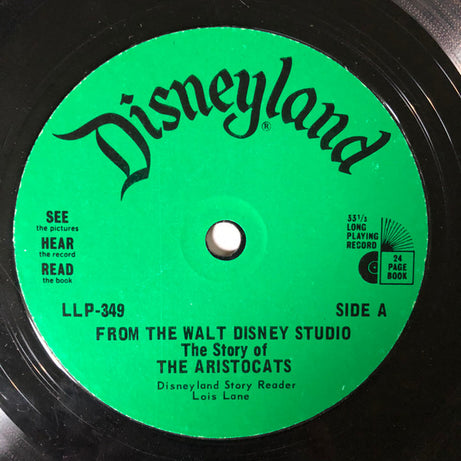 Disneyland®
SEE
the pictures
HEAR
the record
READ
the book
33⅓
LONG
PLAYING
RECORD
24
PAGE
BOOK
LLP-349
SIDE A
FROM THE WALT DISNEY STUDIO
The Story of
THE ARISTOCATS
Disneyland Story Reader
Lois Lane